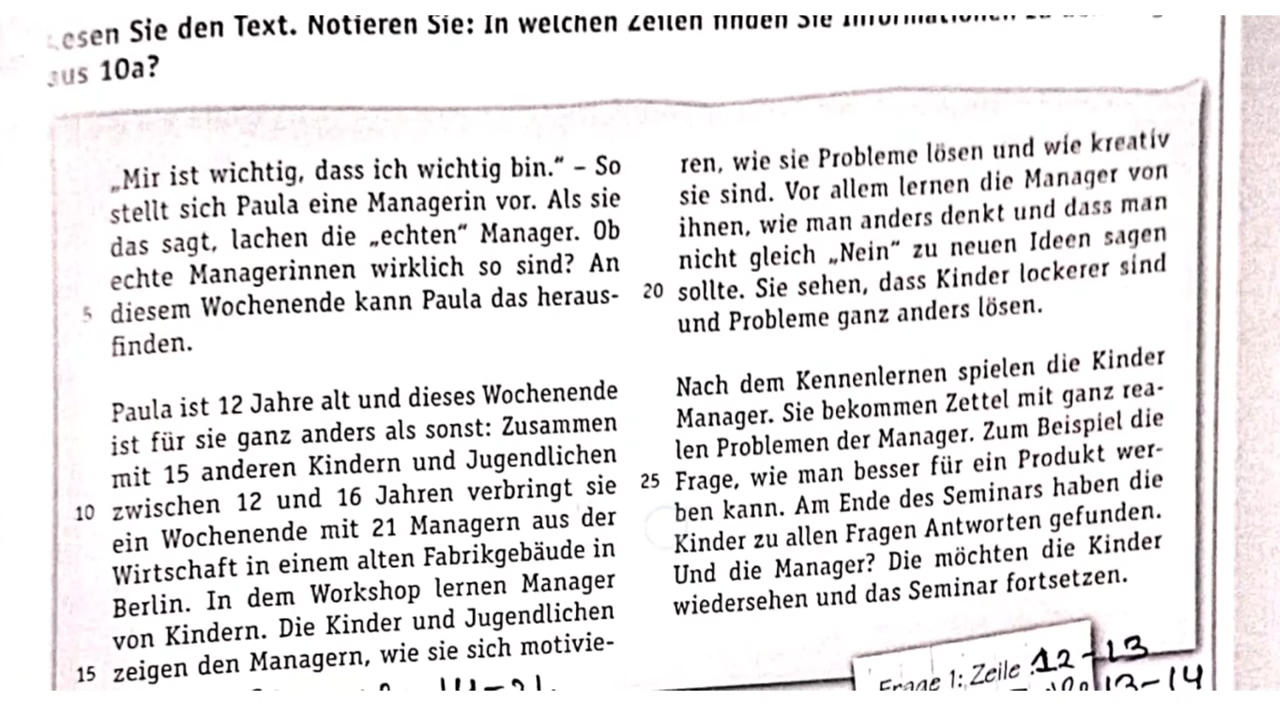 esen Sie den Text. Notieren Sie: In welchen Zeilen finden Sie Informationen
aus 10a?
„Mir ist wichtig, dass ich wichtig bin.“ – So
stellt sich Paula eine Managerin vor. Als sie
das sagt, lachen die „echten“ Manager. Ob
echte Managerinnen wirklich so sind? An
5 diesem Wochenende kann Paula das heraus-
finden.
Paula ist 12 Jahre alt und dieses Wochenende
ist für sie ganz anders als sonst: Zusammen
mit 15 anderen Kindern und Jugendlichen
10 zwischen 12 und 16 Jahren verbringt sie
ein Wochenende mit 21 Managern aus der
Wirtschaft in einem alten Fabrikgebäude in
Berlin. In dem Workshop lernen Manager
von Kindern. Die Kinder und Jugendlichen
15 zeigen den Managern, wie sie sich motivie-
ren, wie sie Probleme lösen und wie kreativ
sie sind. Vor allem lernen die Manager von
ihnen, wie man anders denkt und dass man
nicht gleich „Nein“ zu neuen Ideen sagen
20 sollte. Sie sehen, dass Kinder lockerer sind
und Probleme ganz anders lösen.
Nach dem Kennenlernen spielen die Kinder
Manager. Sie bekommen Zettel mit ganz rea-
len Problemen der Manager. Zum Beispiel die
25 Frage, wie man besser für ein Produkt wer-
ben kann. Am Ende des Seminars haben die
Kinder zu allen Fragen Antworten gefunden.
Und die Manager? Die möchten die Kinder
wiedersehen und das Seminar fortsetzen.
Frage 1: Zeile 12-13
13-14
14-21